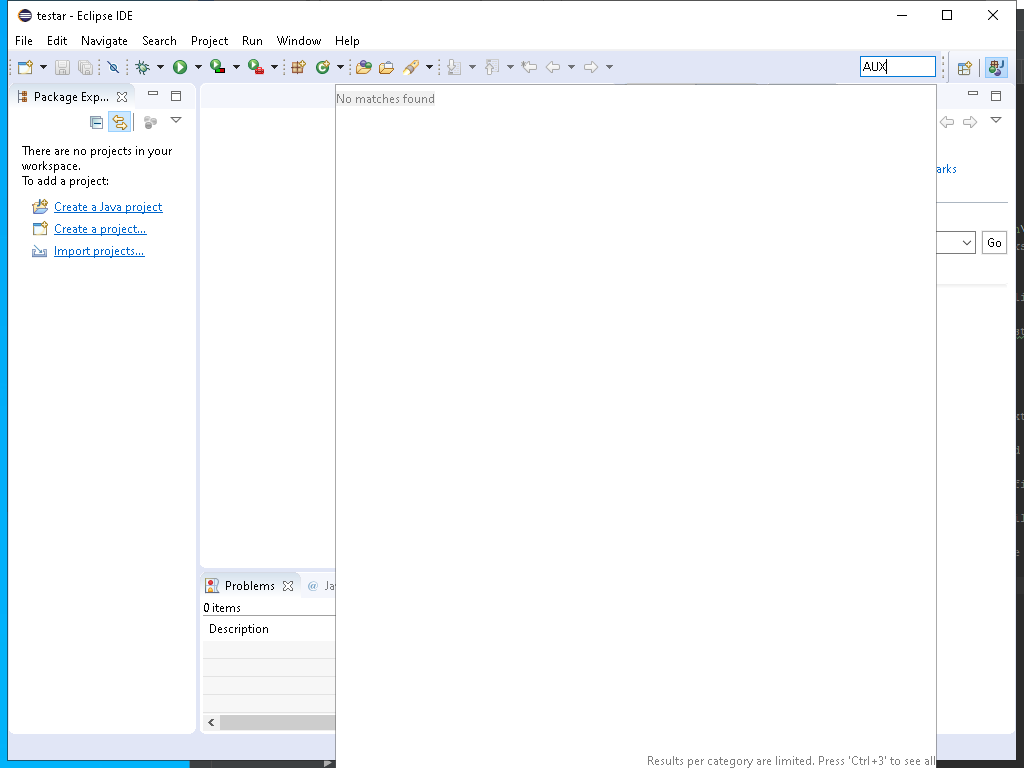 testar - Eclipse IDE
File Edit Navigate Search Project Run Window Help
AUX
Package Exp...
No matches found
There are no projects in your
workspace.
To add a project:
arks
Create a Java project
Create a project...
Go
Import projects...
Problems @ Ja
0 items
Description
Results per category are limited. Press 'Ctrl+3' to see all